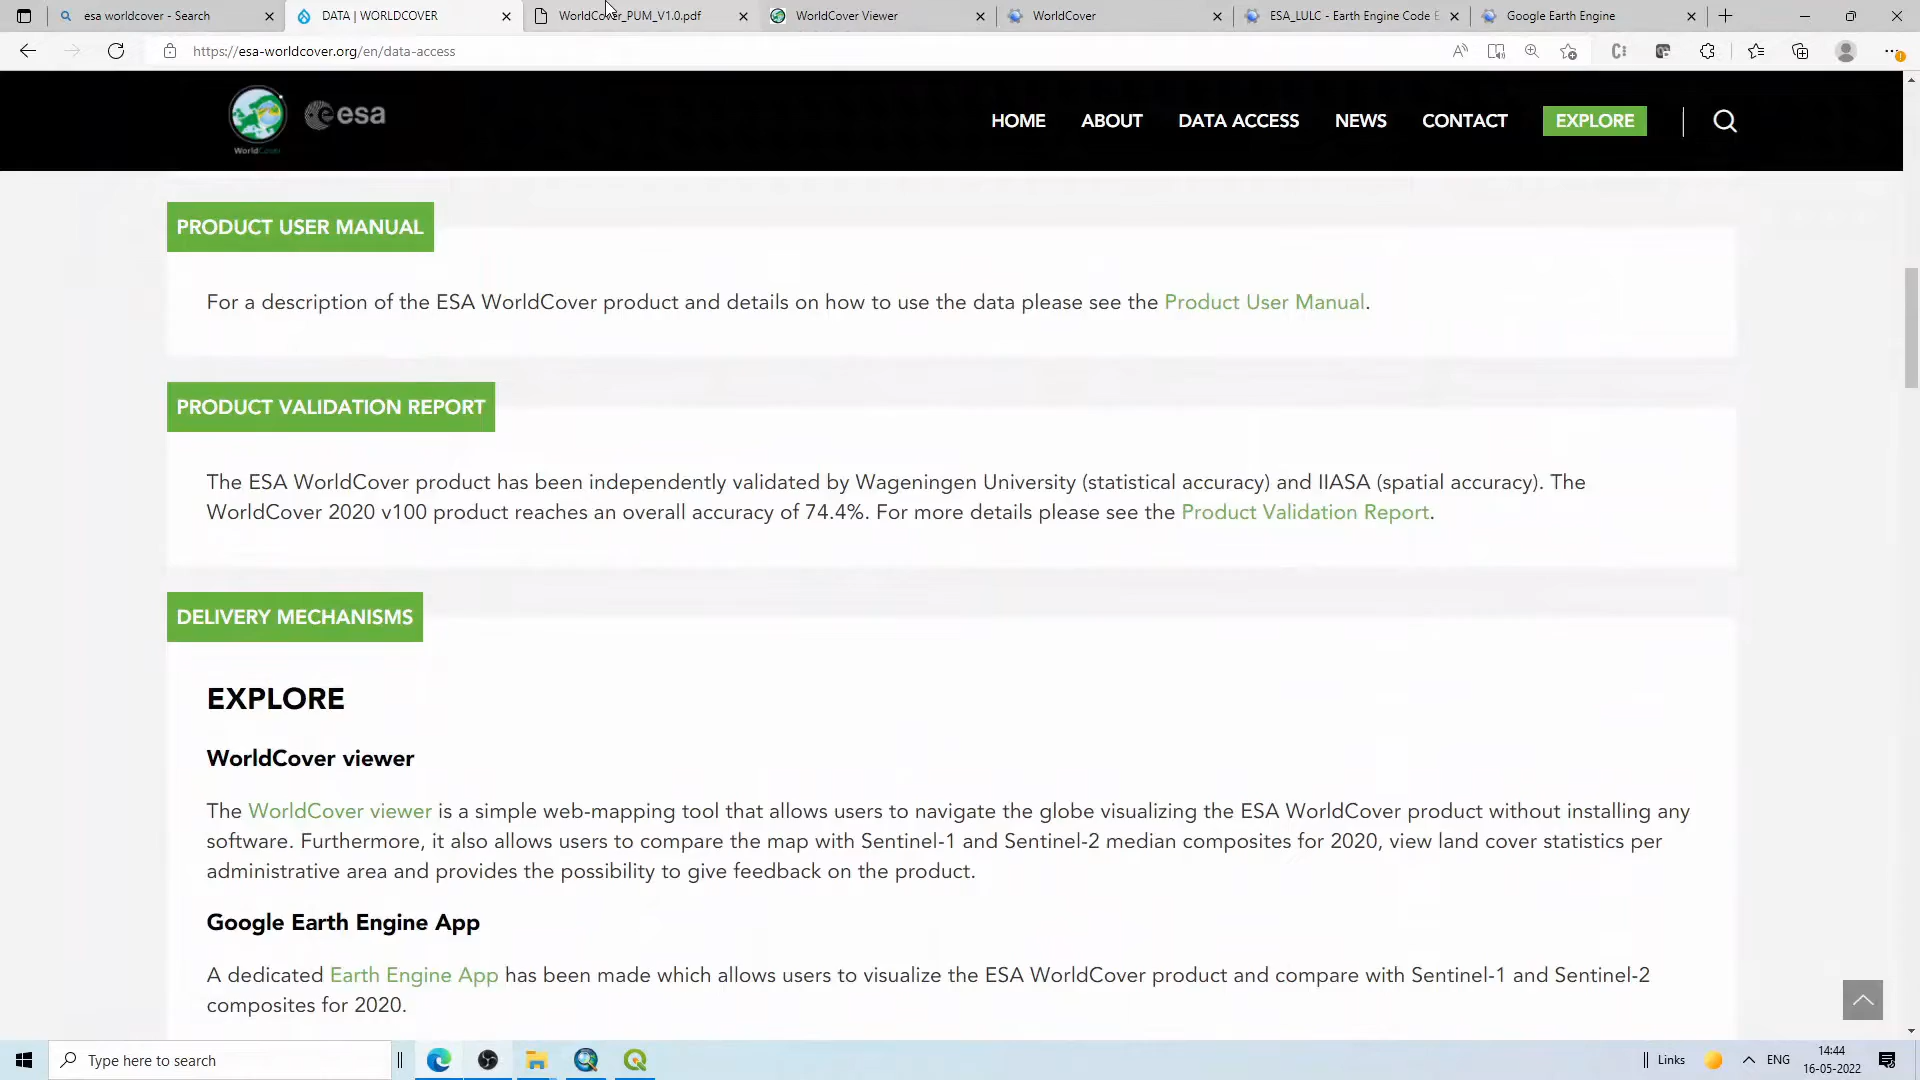 esa worldcover - Search
DATA | WORLDCOVER
WorldCover_PUM_V1.0.pdf
WorldCover Viewer
WorldCover
ESA_LULC - Earth Engine Code E
Google Earth Engine
https://esa-worldcover.org/en/data-access
WorldCover
esa
HOME ABOUT DATA ACCESS NEWS CONTACT EXPLORE
PRODUCT USER MANUAL
For a description of the ESA WorldCover product and details on how to use the data please see the Product User Manual.
PRODUCT VALIDATION REPORT
The ESA WorldCover product has been independently validated by Wageningen University (statistical accuracy) and IIASA (spatial accuracy). The
WorldCover 2020 v100 product reaches an overall accuracy of 74.4%. For more details please see the Product Validation Report.
DELIVERY MECHANISMS
EXPLORE
WorldCover viewer
The WorldCover viewer is a simple web-mapping tool that allows users to navigate the globe visualizing the ESA WorldCover product without installing any
software. Furthermore, it also allows users to compare the map with Sentinel-1 and Sentinel-2 median composites for 2020, view land cover statistics per
administrative area and provides the possibility to give feedback on the product.
Google Earth Engine App
A dedicated Earth Engine App has been made which allows users to visualize the ESA WorldCover product and compare with Sentinel-1 and Sentinel-2
composites for 2020.
Type here to search
Links
ENG
14:44
16-05-2022